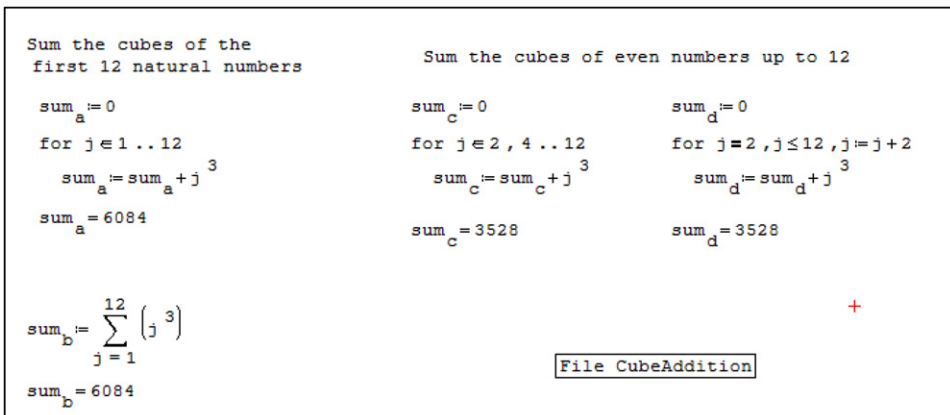 Sum the cubes of the
first 12 natural numbers
sum_a:=0
for j∈1..12
sum_a:=sum_a+j^3
sum_a=6084
sum_b:=∑_{j=1}^{12}(j^3)
sum_b=6084
Sum the cubes of even numbers up to 12
sum_c:=0
for j∈2,4..12
sum_c:=sum_c+j^3
sum_c=3528
sum_d:=0
for j=2,j≤12,j:=j+2
sum_d:=sum_d+j^3
sum_d=3528
File CubeAddition